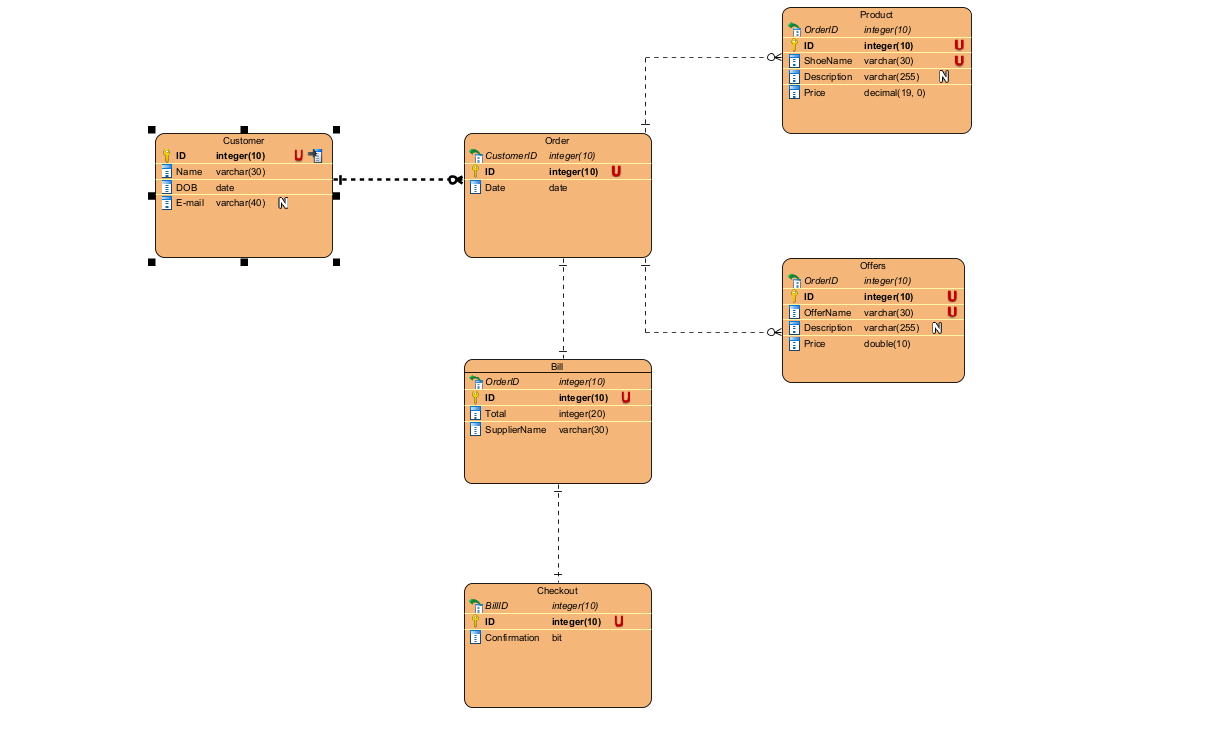 Product
OrderID integer(10)
ID integer(10) U
ShoeName varchar(30) U
Description varchar(255) N
Price decimal(19, 0)
Customer
ID integer(10) U
Name varchar(30)
DOB date
E-mail varchar(40) N
Order
CustomerID integer(10)
ID integer(10) U
Date date
Offers
OrderID integer(10)
ID integer(10) U
OfferName varchar(30) U
Description varchar(255) N
Price double(10)
Bill
OrderID integer(10)
ID integer(10) U
Total integer(20)
SupplierName varchar(30)
Checkout
BillID integer(10)
ID integer(10) U
Confirmation bit